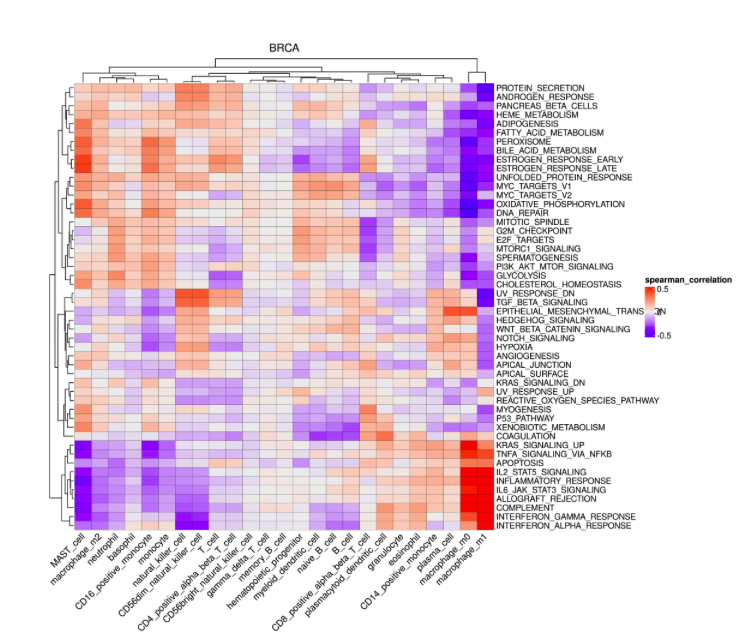 BRCA
PROTEIN_SECRETION
ANDROGEN_RESPONSE
PANCREAS_BETA_CELLS
HEME_METABOLISM
ADIPOGENESIS
FATTY_ACID_METABOLISM
PEROXISOME
BILE_ACID_METABOLISM
ESTROGEN_RESPONSE_EARLY
ESTROGEN_RESPONSE_LATE
UNFOLDED_PROTEIN_RESPONSE
MYC_TARGETS_V1
MYC_TARGETS_V2
OXIDATIVE_PHOSPHORYLATION
DNA_REPAIR
MITOTIC_SPINDLE
G2M_CHECKPOINT
E2F_TARGETS
MTORC1_SIGNALING
SPERMATOGENESIS
PI3K_AKT_MTOR_SIGNALING
GLYCOLYSIS
CHOLESTEROL_HOMEOSTASIS
UV_RESPONSE_DN
TGF_BETA_SIGNALING
EPITHELIAL_MESENCHYMAL_TRANS
HEDGEHOG_SIGNALING
WNT_BETA_CATENIN_SIGNALING
NOTCH_SIGNALING
HYPOXIA
ANGIOGENESIS
APICAL_JUNCTION
APICAL_SURFACE
KRAS_SIGNALING_DN
UV_RESPONSE_UP
REACTIVE_OXYGEN_SPECIES_PATHWAY
MYOGENESIS
P53_PATHWAY
XENOBIOTIC_METABOLISM
COAGULATION
KRAS_SIGNALING_UP
TNFA_SIGNALING_VIA_NFKB
APOPTOSIS
IL2_STAT5_SIGNALING
INFLAMMATORY_RESPONSE
IL6_JAK_STAT3_SIGNALING
ALLOGRAFT_REJECTION
COMPLEMENT
INTERFERON_GAMMA_RESPONSE
INTERFERON_ALPHA_RESPONSE
spearman_correlation
0.5
-0.5
MAST_cell
macrophage_m2
neutrophil
basophil
CD16_positive_monocyte
monocyte
natural_killer_cell
CD56dim_natural_killer_cell
T_cell
CD4_positive_alpha_beta_T_cell
CD56bright_natural_killer_cell
gamma_delta_T_cell
memory_B_cell
hematopoietic_progenitor
myeloid_dendritic_cell
naive_B_cell
B_cell
CD8_positive_alpha_beta_T_cell
plasmacytoid_dendritic_cell
granulocyte
eosinophil
CD14_positive_monocyte
plasma_cell
macrophage_m0
macrophage_m1